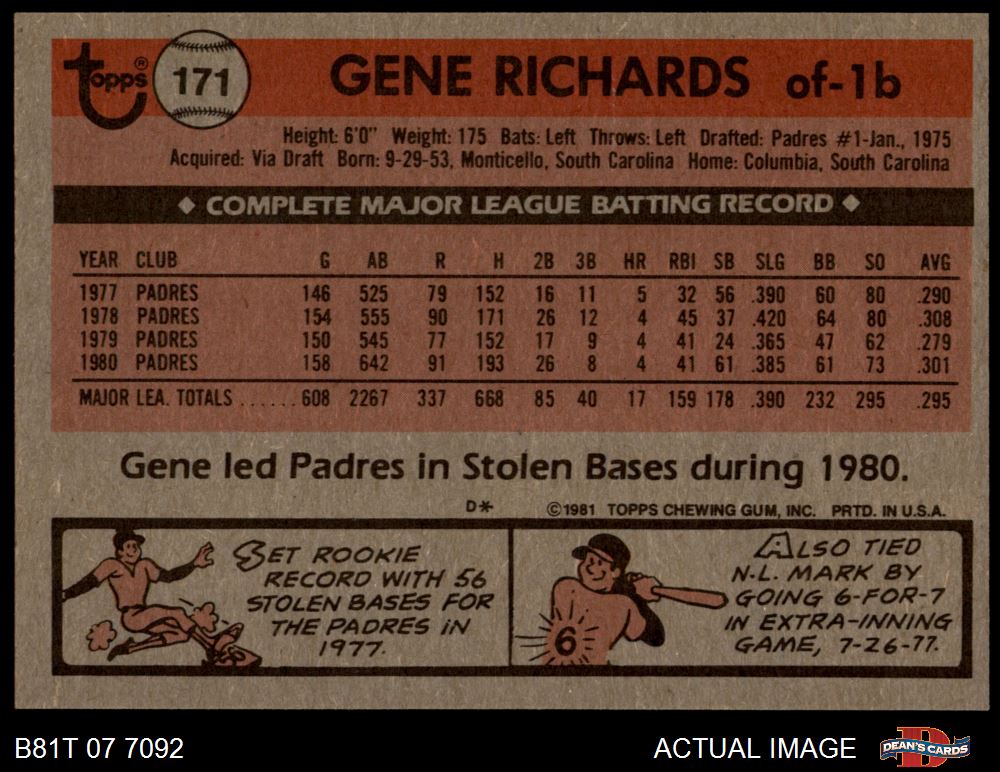 topps® 171 GENE RICHARDS of-1b
Height: 6'0" Weight: 175 Bats: Left Throws: Left Drafted: Padres #1-Jan., 1975
Acquired: Via Draft Born: 9-29-53, Monticello, South Carolina Home: Columbia, South Carolina
◆ COMPLETE MAJOR LEAGUE BATTING RECORD ◆
YEAR CLUB G AB R H 2B 3B HR RBI SB SLG BB SO AVG
1977 PADRES 146 525 79 152 16 11 5 32 56 .390 60 80 .290
1978 PADRES 154 555 90 171 26 12 4 45 37 .420 64 80 .308
1979 PADRES 150 545 77 152 17 9 4 41 24 .365 47 62 .279
1980 PADRES 158 642 91 193 26 8 4 41 61 .385 61 73 .301
MAJOR LEA. TOTALS ...... 608 2267 337 668 85 40 17 159 178 .390 232 295 .295
Gene led Padres in Stolen Bases during 1980.
D* ©1981 TOPPS CHEWING GUM, INC. PRTD. IN U.S.A.
SET ROOKIE
RECORD WITH 56
STOLEN BASES FOR
THE PADRES IN
1977.
6
ALSO TIED
N.L. MARK BY
GOING 6-FOR-7
IN EXTRA-INNING
GAME, 7-26-77.
B81T 07 7092
ACTUAL IMAGE
D
DEAN'S CARDS